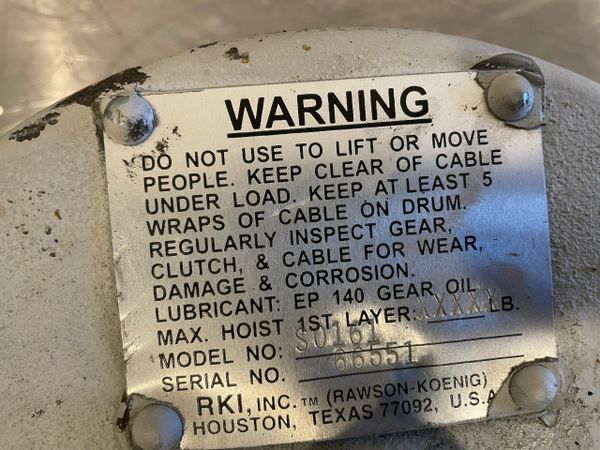 WARNING
DO NOT USE TO LIFT OR MOVE
PEOPLE. KEEP CLEAR OF CABLE
UNDER LOAD. KEEP AT LEAST 5
WRAPS OF CABLE ON DRUM.
REGULARLY INSPECT GEAR,
CLUTCH, & CABLE FOR WEAR,
DAMAGE & CORROSION.
LUBRICANT: EP 140 GEAR OIL
MAX. HOIST 1ST LAYER: XXXXX LB.
MODEL NO: SO161
SERIAL NO. 66551
RKI, INC. TM (RAWSON-KOENIG)
HOUSTON, TEXAS 77092, U.S.A